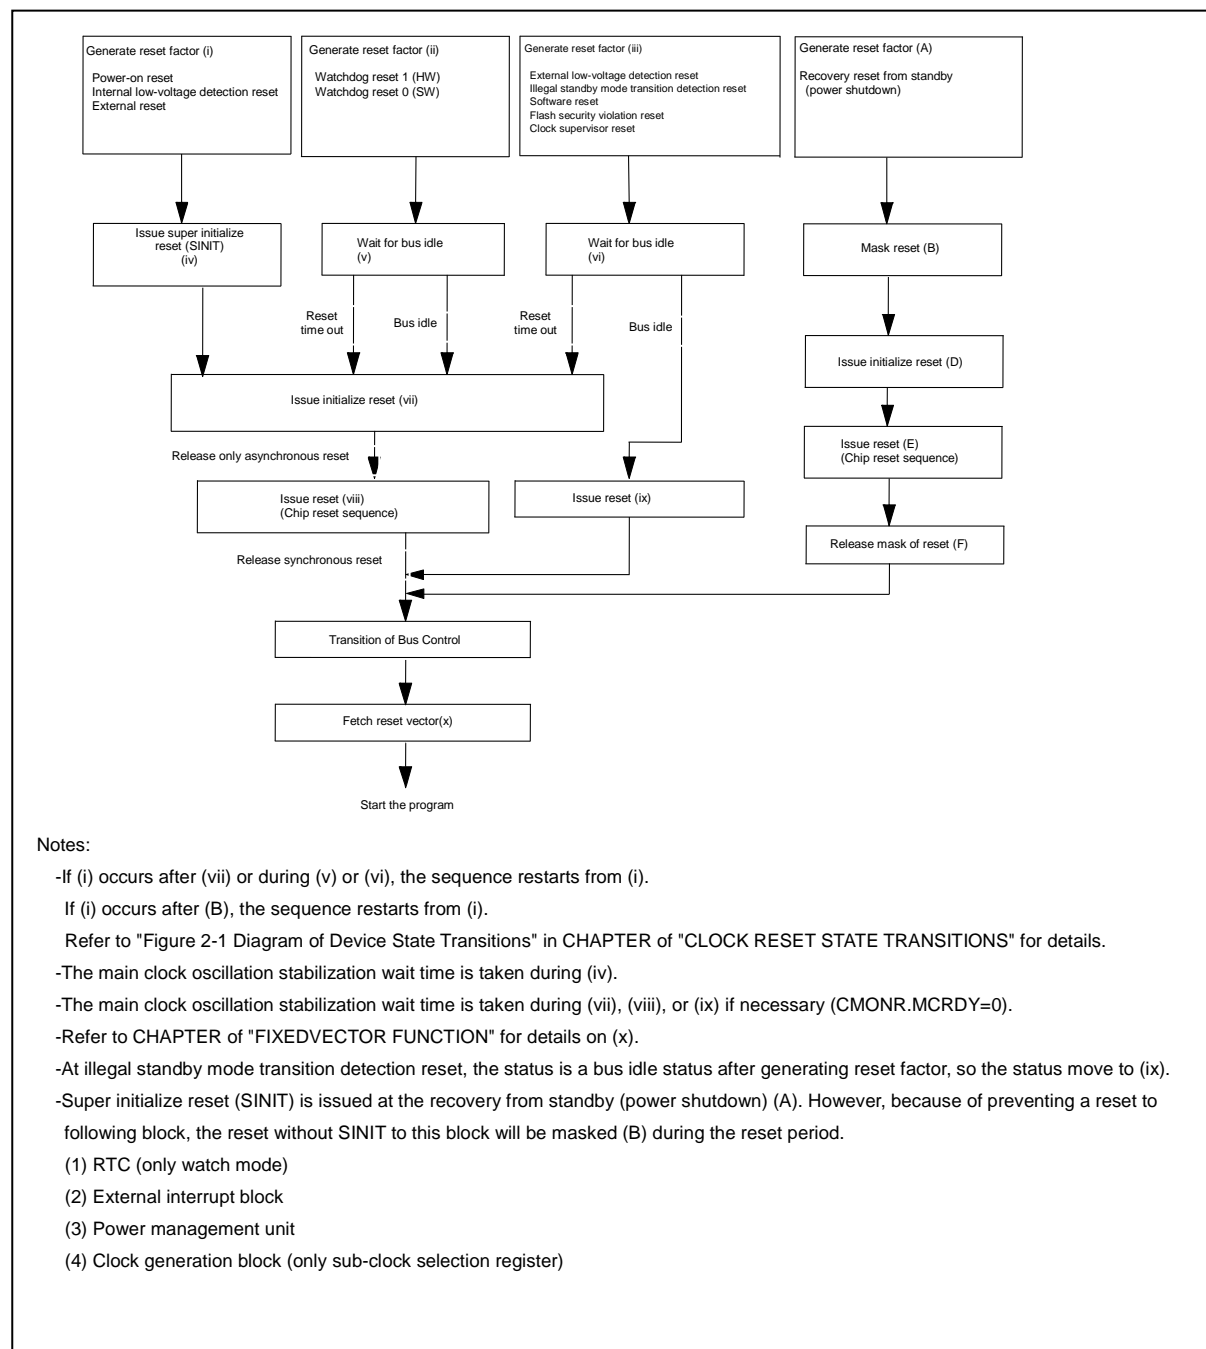 Generate reset factor (i)
Power-on reset
Internal low-voltage detection reset
External reset
Generate reset factor (ii)
Watchdog reset 1 (HW)
Watchdog reset 0 (SW)
Generate reset factor (iii)
External low-voltage detection reset
Illegal standby mode transition detection reset
Software reset
Flash security violation reset
Clock supervisor reset
Generate reset factor (A)
Recovery reset from standby
(power shutdown)
Issue super initialize
reset (SINIT)
(iv)
Wait for bus idle
(v)
Wait for bus idle
(vi)
Mask reset (B)
Reset
time out
Bus idle
Reset
time out
Bus idle
Issue initialize reset (D)
Issue initialize reset (vii)
Issue reset (E)
(Chip reset sequence)
Release only asynchronous reset
Issue reset (viii)
(Chip reset sequence)
Issue reset (ix)
Release mask of reset (F)
Release synchronous reset
Transition of Bus Control
Fetch reset vector(x)
Start the program
Notes:
-If (i) occurs after (vii) or during (v) or (vi), the sequence restarts from (i).
If (i) occurs after (B), the sequence restarts from (i).
Refer to "Figure 2-1 Diagram of Device State Transitions" in CHAPTER of "CLOCK RESET STATE TRANSITIONS" for details.
-The main clock oscillation stabilization wait time is taken during (iv).
-The main clock oscillation stabilization wait time is taken during (vii), (viii), or (ix) if necessary (CMONR.MCRDY=0).
-Refer to CHAPTER of "FIXEDVECTOR FUNCTION" for details on (x).
-At illegal standby mode transition detection reset, the status is a bus idle status after generating reset factor, so the status move to (ix).
-Super initialize reset (SINIT) is issued at the recovery from standby (power shutdown) (A). However, because of preventing a reset to
following block, the reset without SINIT to this block will be masked (B) during the reset period.
(1) RTC (only watch mode)
(2) External interrupt block
(3) Power management unit
(4) Clock generation block (only sub-clock selection register)